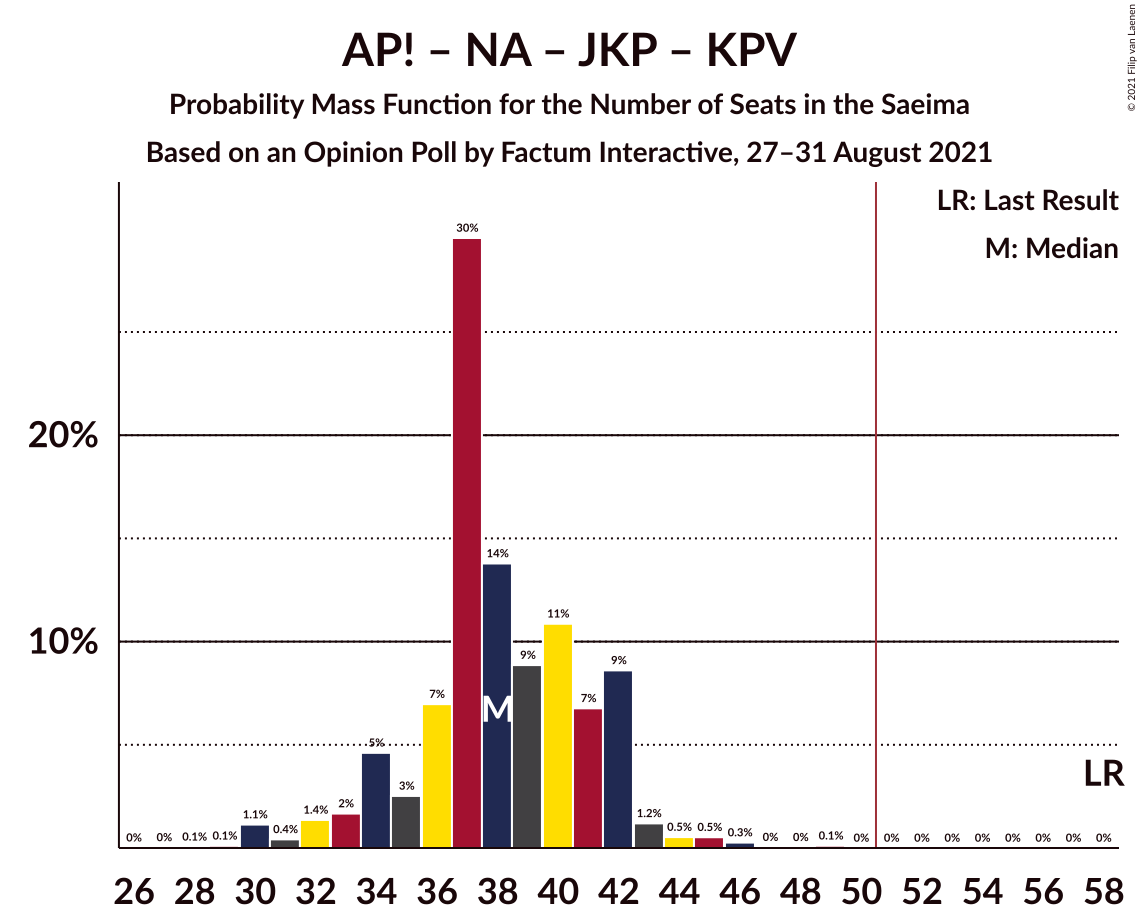 © 2021 Filip van Laenen
AP! – NA – JKP – KPV
Probability Mass Function for the Number of Seats in the Saeima
Based on an Opinion Poll by Factum Interactive, 27–31 August 2021
LR: Last Result
M: Median
30%
20%
14%
11%
10%
9%
9%
7%
7%
M
5%
LR
3%
2%
1.4%
1.1%
1.2%
0% 0% 0.1% 0.1% 0.4% 0.5% 0.5% 0.3% 0% 0% 0.1% 0% 0% 0% 0% 0% 0% 0% 0% 0%
26 28 30 32 34 36 38 40 42 44 46 48 50 52 54 56 58